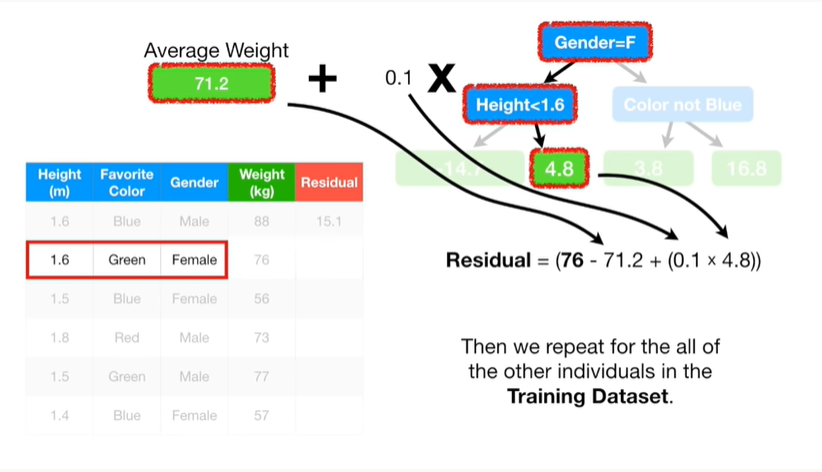 Average Weight
71.2
+
0.1
X
Gender=F
Height<1.6
Color not Blue
14.7
4.8
3.8
16.8
Height (m) Favorite Color Gender Weight (kg) Residual
1.6 Blue Male 88 15.1
1.6 Green Female 76
1.5 Blue Female 56
1.8 Red Male 73
1.5 Green Male 77
1.4 Blue Female 57
Residual = (76 - 71.2 + (0.1 × 4.8))
Then we repeat for the all of
the other individuals in the
Training Dataset.